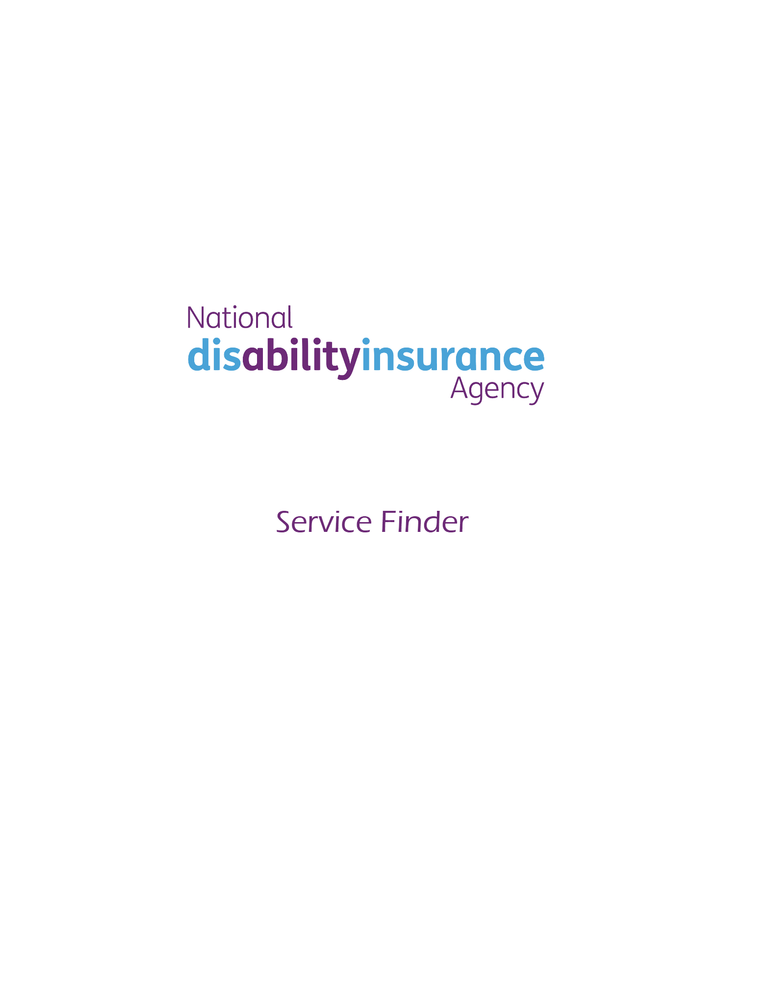 National
disabilityinsurance
Agency
Service Finder